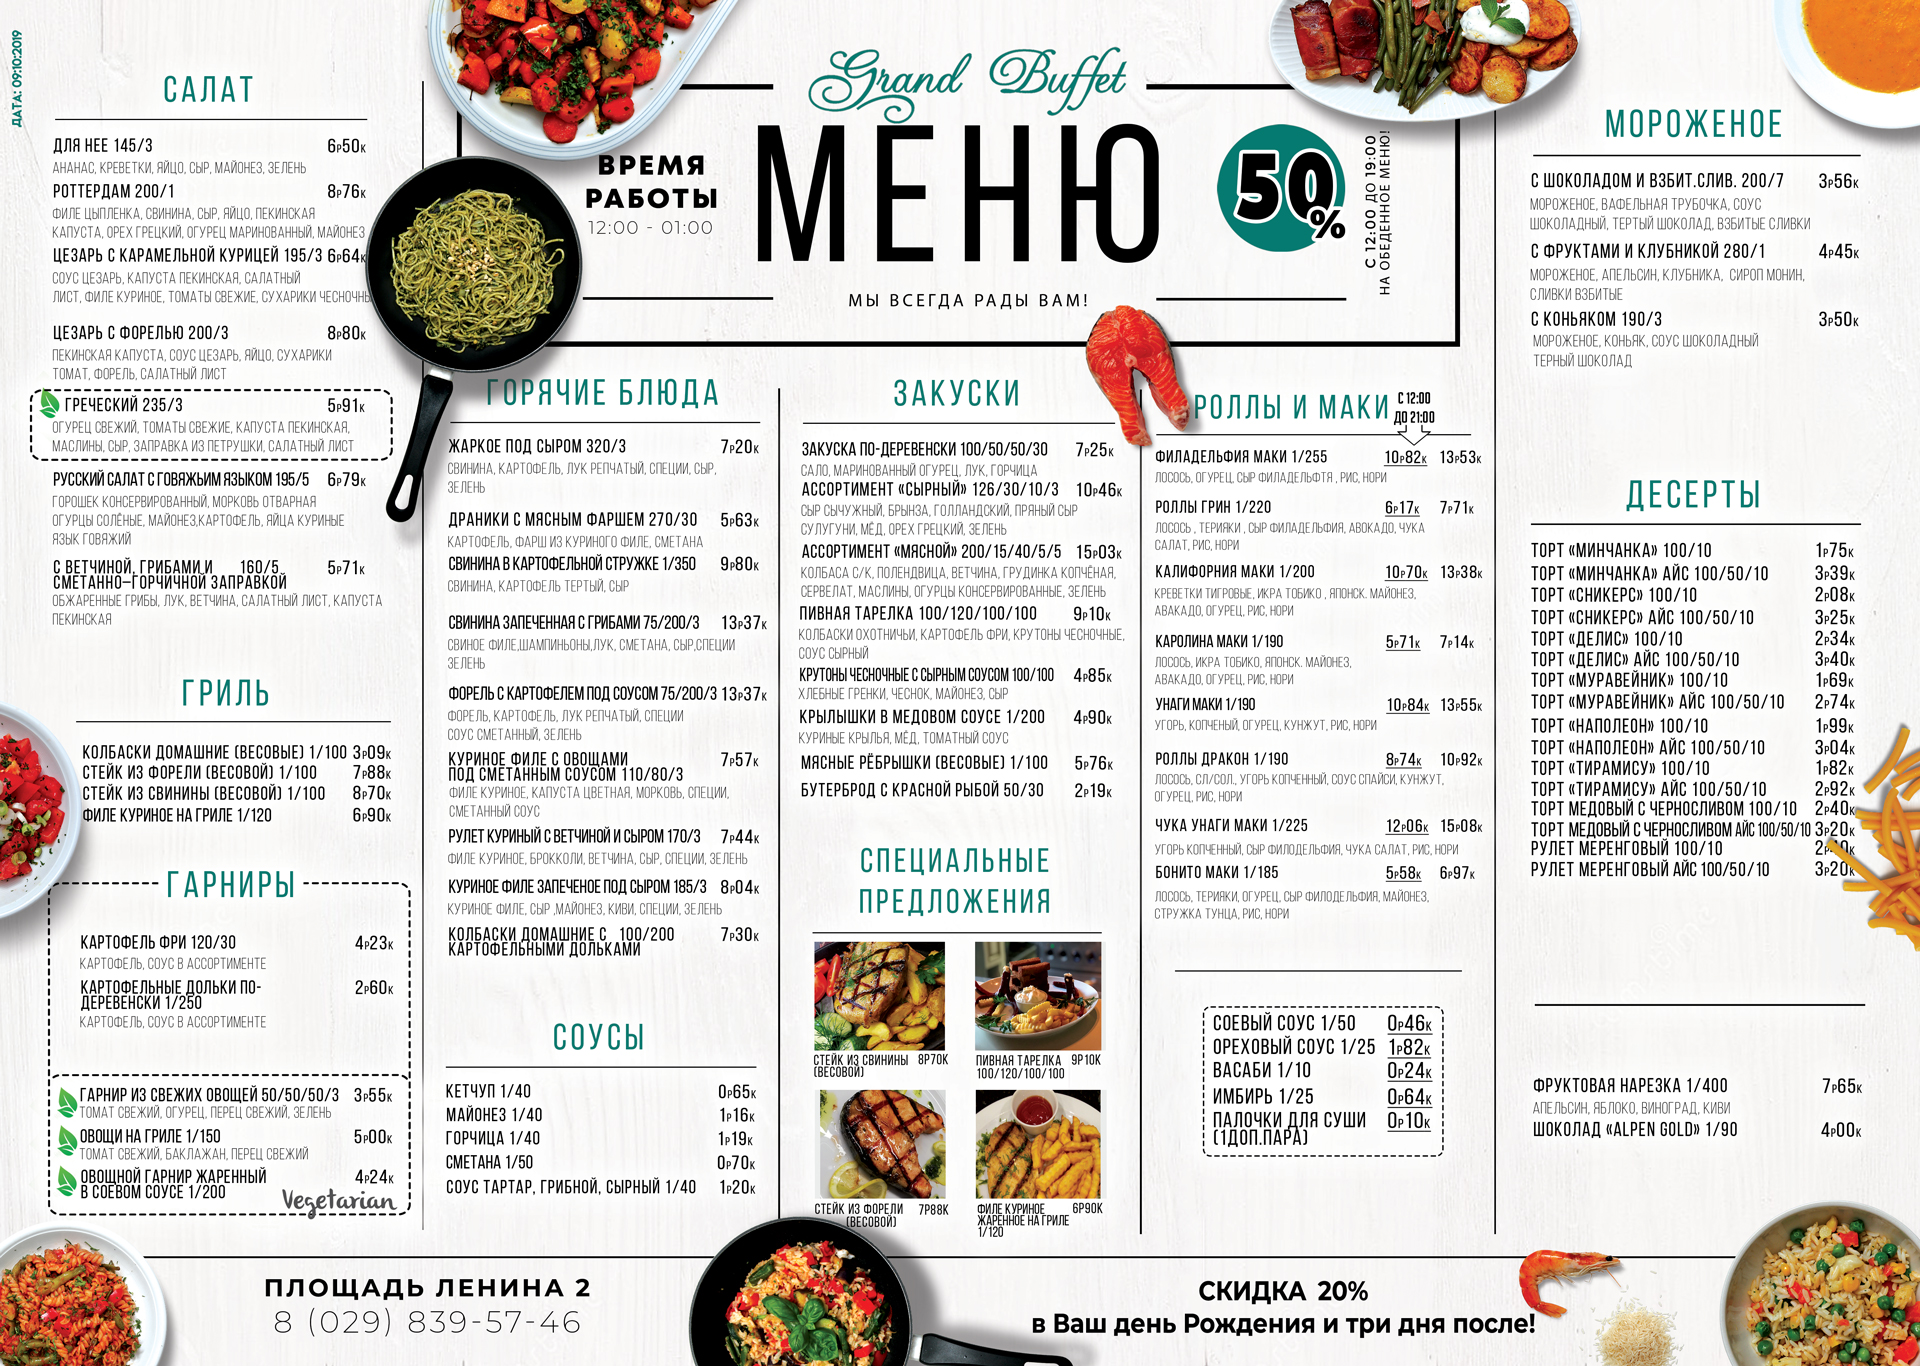 ДАТА: 09:10:2019
САЛАТ
ДЛЯ НЕЕ 145/3 6р50к
АНАНАС, КРЕВЕТКИ, ЯЙЦО, СЫР, МАЙОНЕЗ, ЗЕЛЕНЬ
РОТТЕРДАМ 200/1 8р76к
ФИЛЕ ЦЫПЛЕНКА, СВИНИНА, СЫР, ЯЙЦО, ПЕКИНСКАЯ
КАПУСТА, ОРЕХ ГРЕЦКИЙ, ОГУРЕЦ МАРИНОВАННЫЙ, МАЙОНЕЗ
ЦЕЗАРЬ С КАРАМЕЛЬНОЙ КУРИЦЕЙ 195/3 6р64к
СОУС ЦЕЗАРЬ, КАПУСТА ПЕКИНСКАЯ, САЛАТНЫЙ
ЛИСТ, ФИЛЕ КУРИНОЕ, ТОМАТЫ СВЕЖИЕ, СУХАРИКИ ЧЕСНОЧНЫ
ЦЕЗАРЬ С ФОРЕЛЬЮ 200/3 8р80к
ПЕКИНСКАЯ КАПУСТА, СОУС ЦЕЗАРЬ, ЯЙЦО, СУХАРИКИ
ТОМАТ, ФОРЕЛЬ, САЛАТНЫЙ ЛИСТ
ГРЕЧЕСКИЙ 235/3 5р91к
ОГУРЕЦ СВЕЖИЙ, ТОМАТЫ СВЕЖИЕ, КАПУСТА ПЕКИНСКАЯ,
МАСЛИНЫ, СЫР, ЗАПРАВКА ИЗ ПЕТРУШКИ, САЛАТНЫЙ ЛИСТ
РУССКИЙ САЛАТ С ГОВЯЖЬИМ ЯЗЫКОМ 195/5 6р79к
ГОРОШЕК КОНСЕРВИРОВАННЫЙ, МОРКОВЬ ОТВАРНАЯ
ОГУРЦЫ СОЛЁНЫЕ, МАЙОНЕЗ,КАРТОФЕЛЬ, ЯЙЦА КУРИНЫЕ
ЯЗЫК ГОВЯЖИЙ
С ВЕТЧИНОЙ, ГРИБАМИ И 160/5 5р71к
СМЕТАННО-ГОРЧИЧНОЙ ЗАПРАВКОЙ
ОБЖАРЕННЫЕ ГРИБЫ, ЛУК, ВЕТЧИНА, САЛАТНЫЙ ЛИСТ, КАПУСТА
ПЕКИНСКАЯ
ГРИЛЬ
КОЛБАСКИ ДОМАШНИЕ (ВЕСОВЫЕ) 1/100 3р09к
СТЕЙК ИЗ ФОРЕЛИ (ВЕСОВОЙ) 1/100 7р88к
СТЕЙК ИЗ СВИНИНЫ (ВЕСОВОЙ) 1/100 8р70к
ФИЛЕ КУРИНОЕ НА ГРИЛЕ 1/120 6р90к
ГАРНИРЫ
КАРТОФЕЛЬ ФРИ 120/30 4р23к
КАРТОФЕЛЬ, СОУС В АССОРТИМЕНТЕ
КАРТОФЕЛЬНЫЕ ДОЛЬКИ ПО- 2р60к
ДЕРЕВЕНСКИ 1/250
КАРТОФЕЛЬ, СОУС В АССОРТИМЕНТЕ
ГАРНИР ИЗ СВЕЖИХ ОВОЩЕЙ 50/50/50/3 3р55к
ТОМАТ СВЕЖИЙ, ОГУРЕЦ, ПЕРЕЦ СВЕЖИЙ, ЗЕЛЕНЬ
ОВОЩИ НА ГРИЛЕ 1/150 5р00к
ТОМАТ СВЕЖИЙ, БАКЛАЖАН, ПЕРЕЦ СВЕЖИЙ
ОВОЩНОЙ ГАРНИР ЖАРЕННЫЙ 4р24к
В СОЕВОМ СОУСЕ 1/200
Vegetarian
Grand Buffet
МЕНЮ
ВРЕМЯ
РАБОТЫ
12:00 - 01:00
50%
С 12:00 ДО 19:00
НА ОБЕДЕННОЕ МЕНЮ!
МЫ ВСЕГДА РАДЫ ВАМ!
ГОРЯЧИЕ БЛЮДА
ЖАРКОЕ ПОД СЫРОМ 320/3 7р20к
СВИНИНА, КАРТОФЕЛЬ, ЛУК РЕПЧАТЫЙ, СПЕЦИИ, СЫР,
ЗЕЛЕНЬ
ДРАНИКИ С МЯСНЫМ ФАРШЕМ 270/30 5р63к
КАРТОФЕЛЬ, ФАРШ ИЗ КУРИНОГО ФИЛЕ, СМЕТАНА
СВИНИНА В КАРТОФЕЛЬНОЙ СТРУЖКЕ 1/350 9р80к
СВИНИНА, КАРТОФЕЛЬ ТЕРТЫЙ, СЫР
СВИНИНА ЗАПЕЧЕННАЯ С ГРИБАМИ 75/200/3 13р37к
СВИНОЕ ФИЛЕ,ШАМПИНЬОНЫ,ЛУК, СМЕТАНА, СЫР,СПЕЦИИ
ЗЕЛЕНЬ
ФОРЕЛЬ С КАРТОФЕЛЕМ ПОД СОУСОМ 75/200/3 13р37к
ФОРЕЛЬ, КАРТОФЕЛЬ, ЛУК РЕПЧАТЫЙ, СПЕЦИИ
СОУС СМЕТАННЫЙ, ЗЕЛЕНЬ
КУРИНОЕ ФИЛЕ С ОВОЩАМИ 7р57к
ПОД СМЕТАННЫМ СОУСОМ 110/80/3
ФИЛЕ КУРИНОЕ, КАПУСТА ЦВЕТНАЯ, МОРКОВЬ, СПЕЦИИ,
СМЕТАННЫЙ СОУС
РУЛЕТ КУРИНЫЙ С ВЕТЧИНОЙ И СЫРОМ 170/3 7р44к
ФИЛЕ КУРИНОЕ, БРОККОЛИ, ВЕТЧИНА, СЫР, СПЕЦИИ, ЗЕЛЕНЬ
КУРИНОЕ ФИЛЕ ЗАПЕЧЕНОЕ ПОД СЫРОМ 185/3 8р04к
КУРИНОЕ ФИЛЕ, СЫР ,МАЙОНЕЗ, КИВИ, СПЕЦИИ, ЗЕЛЕНЬ
КОЛБАСКИ ДОМАШНИЕ С 100/200 7р30к
КАРТОФЕЛЬНЫМИ ДОЛЬКАМИ
СОУСЫ
КЕТЧУП 1/40 0р65к
МАЙОНЕЗ 1/40 1р16к
ГОРЧИЦА 1/40 1р19к
СМЕТАНА 1/50 0р70к
СОУС ТАРТАР, ГРИБНОЙ, СЫРНЫЙ 1/40 1р20к
ЗАКУСКИ
ЗАКУСКА ПО-ДЕРЕВЕНСКИ 100/50/50/30 7р25к
САЛО, МАРИНОВАННЫЙ ОГУРЕЦ, ЛУК, ГОРЧИЦА
АССОРТИМЕНТ «СЫРНЫЙ» 126/30/10/3 10р46к
СЫР СЫЧУЖНЫЙ, БРЫНЗА, ГОЛЛАНДСКИЙ, ПРЯНЫЙ СЫР
СУЛУГУНИ, МЁД, ОРЕХ ГРЕЦКИЙ, ЗЕЛЕНЬ
АССОРТИМЕНТ «МЯСНОЙ» 200/15/40/5/5 15р03к
КОЛБАСА С/К, ПОЛЕНДВИЦА, ВЕТЧИНА, ГРУДИНКА КОПЧЁНАЯ,
СЕРВЕЛАТ, МАСЛИНЫ, ОГУРЦЫ КОНСЕРВИРОВАННЫЕ, ЗЕЛЕНЬ
ПИВНАЯ ТАРЕЛКА 100/120/100/100 9р10к
КОЛБАСКИ ОХОТНИЧЬИ, КАРТОФЕЛЬ ФРИ, КРУТОНЫ ЧЕСНОЧНЫЕ,
СОУС СЫРНЫЙ
КРУТОНЫ ЧЕСНОЧНЫЕ С СЫРНЫМ СОУСОМ 100/100 4р85к
ХЛЕБНЫЕ ГРЕНКИ, ЧЕСНОК, МАЙОНЕЗ, СЫР
КРЫЛЫШКИ В МЕДОВОМ СОУСЕ 1/200 4р90к
КУРИНЫЕ КРЫЛЬЯ, МЁД, ТОМАТНЫЙ СОУС
МЯСНЫЕ РЁБРЫШКИ (ВЕСОВЫЕ) 1/100 5р76к
БУТЕРБРОД С КРАСНОЙ РЫБОЙ 50/30 2р19к
СПЕЦИАЛЬНЫЕ
ПРЕДЛОЖЕНИЯ
СТЕЙК ИЗ СВИНИНЫ 8Р70К
(ВЕСОВОЙ)
ПИВНАЯ ТАРЕЛКА 9Р10К
100/120/100/100
СТЕЙК ИЗ ФОРЕЛИ 7Р88К
(ВЕСОВОЙ)
ФИЛЕ КУРИНОЕ 6Р90К
ЖАРЕННОЕ НА ГРИЛЕ
1/120
РОЛЛЫ И МАКИ
С 12:00
ДО 21:00
ФИЛАДЕЛЬФИЯ МАКИ 1/255 10р82к 13р53к
ЛОСОСЬ, ОГУРЕЦ, СЫР ФИЛАДЕЛЬФТЯ , РИС, НОРИ
РОЛЛЫ ГРИН 1/220 6р17к 7р71к
ЛОСОСЬ , ТЕРИЯКИ , СЫР ФИЛАДЕЛЬФИЯ, АВОКАДО, ЧУКА
САЛАТ, РИС, НОРИ
КАЛИФОРНИЯ МАКИ 1/200 10р70к 13р38к
КРЕВЕТКИ ТИГРОВЫЕ, ИКРА ТОБИКО , ЯПОНСК. МАЙОНЕЗ,
АВАКАДО, ОГУРЕЦ, РИС, НОРИ
КАРОЛИНА МАКИ 1/190 5р71к 7р14к
ЛОСОСЬ, ИКРА ТОБИКО, ЯПОНСК. МАЙОНЕЗ,
АВАКАДО, ОГУРЕЦ, РИС, НОРИ
УНАГИ МАКИ 1/190 10р84к 13р55к
УГОРЬ, КОПЧЕНЫЙ, ОГУРЕЦ, КУНЖУТ, РИС, НОРИ
РОЛЛЫ ДРАКОН 1/190 8р74к 10р92к
ЛОСОСЬ, СЛ/СОЛ., УГОРЬ КОПЧЕННЫЙ, СОУС СПАЙСИ, КУНЖУТ,
ОГУРЕЦ, РИС, НОРИ
ЧУКА УНАГИ МАКИ 1/225 12р06к 15р08к
УГОРЬ КОПЧЕННЫЙ, СЫР ФИЛОДЕЛЬФИЯ, ЧУКА САЛАТ, РИС, НОРИ
БОНИТО МАКИ 1/185 5р58к 6р97к
ЛОСОСЬ, ТЕРИЯКИ, ОГУРЕЦ, СЫР ФИЛОДЕЛЬФИЯ, МАЙОНЕЗ,
СТРУЖКА ТУНЦА, РИС, НОРИ
СОЕВЫЙ СОУС 1/50 0р46к
ОРЕХОВЫЙ СОУС 1/25 1р82к
ВАСАБИ 1/10 0р24к
ИМБИРЬ 1/25 0р64к
ПАЛОЧКИ ДЛЯ СУШИ 0р10к
(1ДОП.ПАРА)
МОРОЖЕНОЕ
С ШОКОЛАДОМ И ВЗБИТ.СЛИВ. 200/7 3р56к
МОРОЖЕНОЕ, ВАФЕЛЬНАЯ ТРУБОЧКА, СОУС
ШОКОЛАДНЫЙ, ТЕРТЫЙ ШОКОЛАД, ВЗБИТЫЕ СЛИВКИ
С ФРУКТАМИ И КЛУБНИКОЙ 280/1 4р45к
МОРОЖЕНОЕ, АПЕЛЬСИН, КЛУБНИКА, СИРОП МОНИН,
СЛИВКИ ВЗБИТЫЕ
С КОНЬЯКОМ 190/3 3р50к
МОРОЖЕНОЕ, КОНЬЯК, СОУС ШОКОЛАДНЫЙ
ТЕРНЫЙ ШОКОЛАД
ДЕСЕРТЫ
ТОРТ «МИНЧАНКА» 100/10 1р75к
ТОРТ «МИНЧАНКА» АЙС 100/50/10 3р39к
ТОРТ «СНИКЕРС» 100/10 2р08к
ТОРТ «СНИКЕРС» АЙС 100/50/10 3р25к
ТОРТ «ДЕЛИС» 100/10 2р34к
ТОРТ «ДЕЛИС» АЙС 100/50/10 3р40к
ТОРТ «МУРАВЕЙНИК» 100/10 1р69к
ТОРТ «МУРАВЕЙНИК» АЙС 100/50/10 2р74к
ТОРТ «НАПОЛЕОН» 100/10 1р99к
ТОРТ «НАПОЛЕОН» АЙС 100/50/10 3р04к
ТОРТ «ТИРАМИСУ» 100/10 1р82к
ТОРТ «ТИРАМИСУ» АЙС 100/50/10 2р92к
ТОРТ МЕДОВЫЙ С ЧЕРНОСЛИВОМ 100/10 2р40к
ТОРТ МЕДОВЫЙ С ЧЕРНОСЛИВОМ АЙС 100/50/10 3р20к
РУЛЕТ МЕРЕНГОВЫЙ 100/10
РУЛЕТ МЕРЕНГОВЫЙ АЙС 100/50/10 3р20к
ФРУКТОВАЯ НАРЕЗКА 1/400 7р65к
АПЕЛЬСИН, ЯБЛОКО, ВИНОГРАД, КИВИ
ШОКОЛАД «ALPEN GOLD» 1/90 4р00к
ПЛОЩАДЬ ЛЕНИНА 2
8 (029) 839-57-46
СКИДКА 20%
в Ваш день Рождения и три дня после!